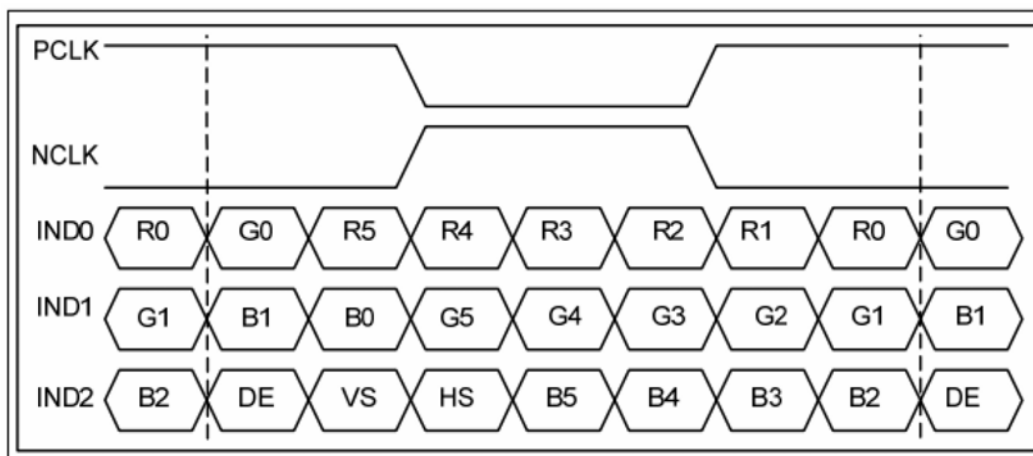 PCLK
NCLK
IND0 R0 G0 R5 R4 R3 R2 R1 R0 G0
IND1 G1 B1 B0 G5 G4 G3 G2 G1 B1
IND2 B2 DE VS HS B5 B4 B3 B2 DE